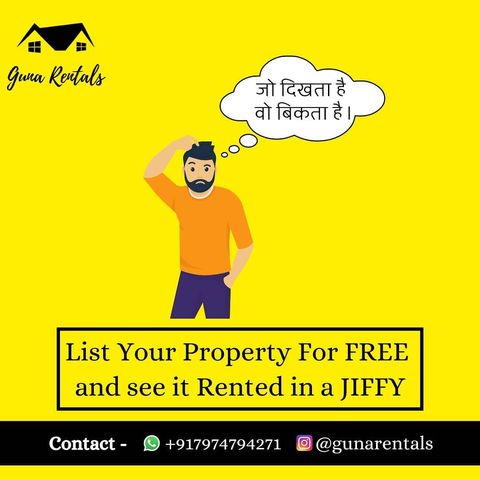 Guna Rentals
जो दिखता है
वो बिकता है ।
List Your Property For FREE
and see it Rented in a JIFFY
Contact - +917974794271 @gunarentals